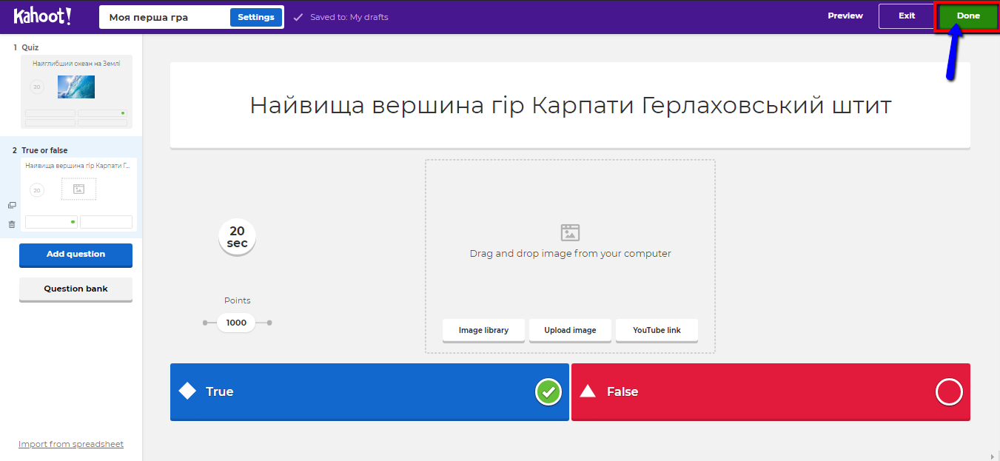 Kahoot!
Моя перша гра
Settings
Saved to: My drafts
Preview
Exit
Done
1 Quiz
Найглибший океан на Землі
20
2 True or false
Найвища вершина гір Карпати Г...
20
Add question
Question bank
Import from spreadsheet
Найвища вершина гір Карпати Герлаховський штит
20
sec
Points
1000
Drag and drop image from your computer
Image library
Upload image
YouTube link
True
False